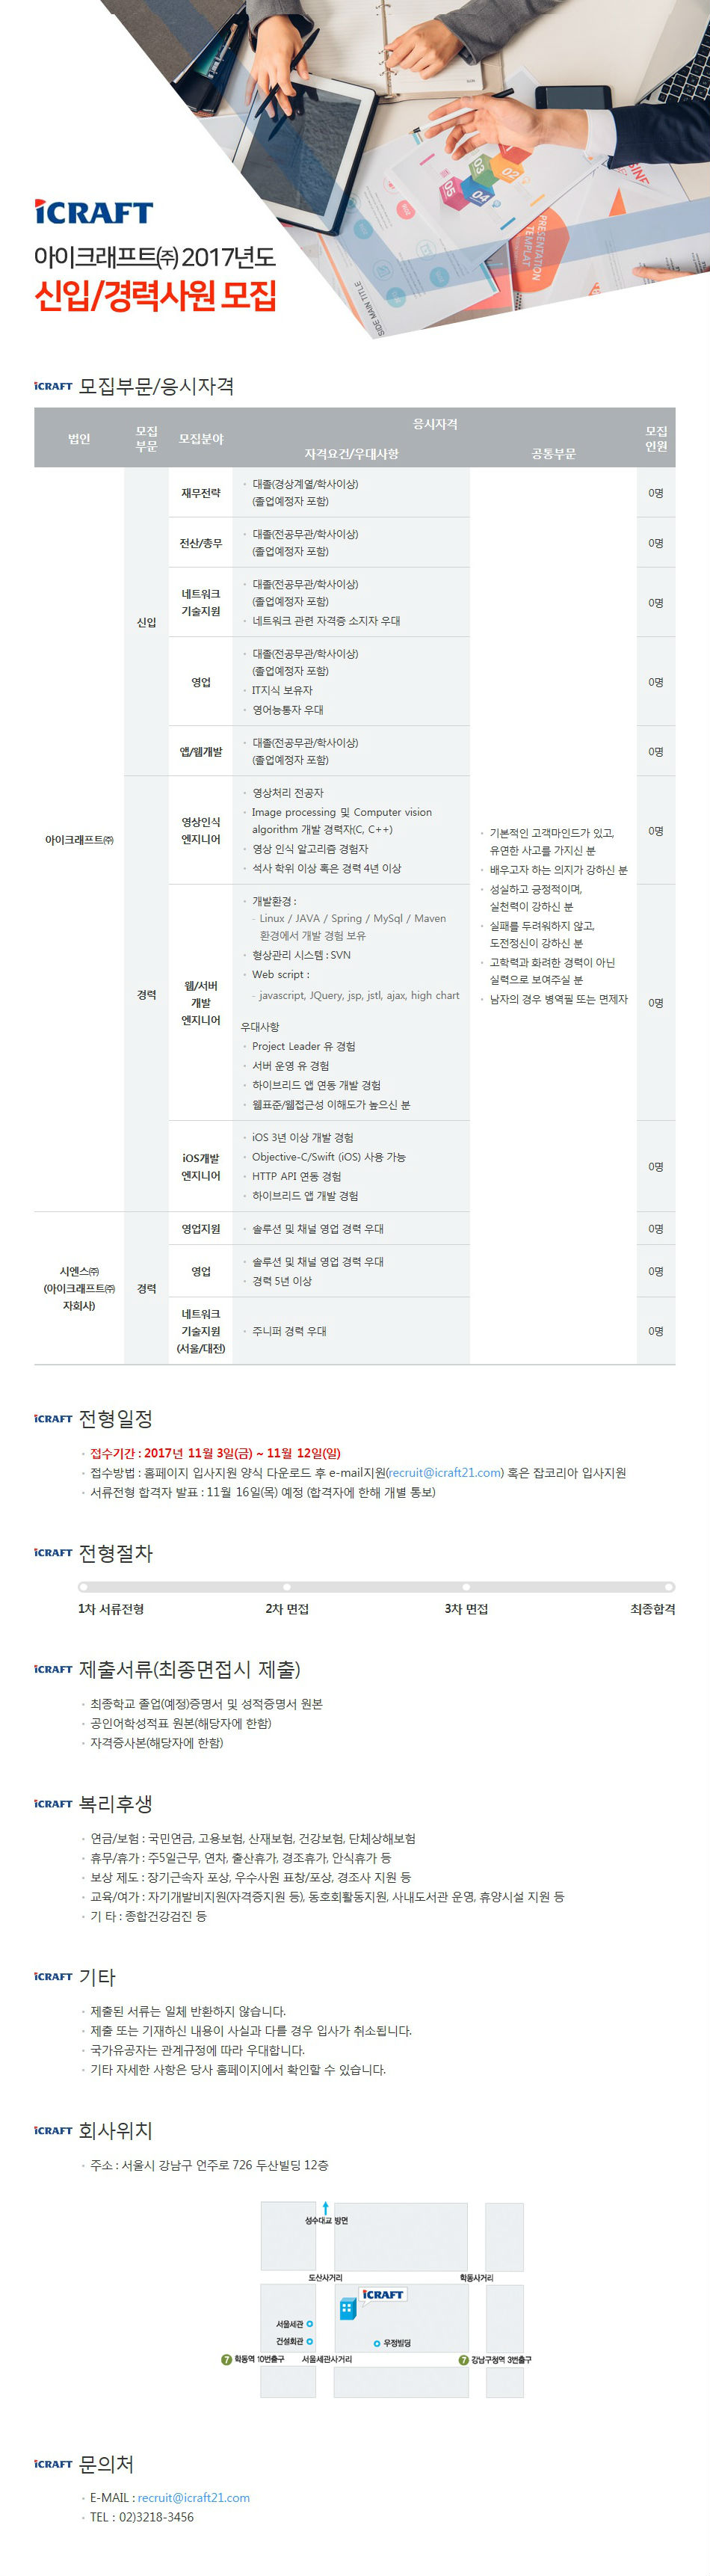 iCRAFT
아이크래프트㈜ 2017년도
신입/경력사원 모집
SIDE MAIN TITLE
PRESENTATION
TEMPLAT
05
04
03
02
iCRAFT 모집부문/응시자격
법인
모집
부문
모집분야
응시자격
자격요건/우대사항
공통부문
모집
인원
아이크래프트㈜
신입
재무전략
· 대졸(경상계열/학사이상)
(졸업예정자 포함)
0명
전산/총무
· 대졸(전공무관/학사이상)
(졸업예정자 포함)
0명
네트워크
기술지원
· 대졸(전공무관/학사이상)
(졸업예정자 포함)
· 네트워크 관련 자격증 소지자 우대
0명
영업
· 대졸(전공무관/학사이상)
(졸업예정자 포함)
· IT지식 보유자
· 영어능통자 우대
0명
앱/웹개발
· 대졸(전공무관/학사이상)
(졸업예정자 포함)
0명
경력
영상인식
엔지니어
· 영상처리 전공자
· Image processing 및 Computer vision
algorithm 개발 경력자(C, C++)
· 영상 인식 알고리즘 경험자
· 석사 학위 이상 혹은 경력 4년 이상
0명
웹/서버
개발
엔지니어
· 개발환경 :
- Linux / JAVA / Spring / MySql / Maven
환경에서 개발 경험 보유
· 형상관리 시스템 : SVN
· Web script :
- javascript, JQuery, jsp, jstl, ajax, high chart
우대사항
· Project Leader 유 경험
· 서버 운영 유 경험
· 하이브리드 앱 연동 개발 경험
· 웹표준/웹접근성 이해도가 높으신 분
0명
iOS개발
엔지니어
· iOS 3년 이상 개발 경험
· Objective-C/Swift (iOS) 사용 가능
· HTTP API 연동 경험
· 하이브리드 앱 개발 경험
0명
· 기본적인 고객마인드가 있고,
유연한 사고를 가지신 분
· 배우고자 하는 의지가 강하신 분
· 성실하고 긍정적이며,
실천력이 강하신 분
· 실패를 두려워하지 않고,
도전정신이 강하신 분
· 고학력과 화려한 경력이 아닌
실력으로 보여주실 분
· 남자의 경우 병역필 또는 면제자
시엔스㈜
(아이크래프트㈜
자회사)
경력
영업지원
· 솔루션 및 채널 영업 경력 우대
0명
영업
· 솔루션 및 채널 영업 경력 우대
· 경력 5년 이상
0명
네트워크
기술지원
(서울/대전)
· 주니퍼 경력 우대
0명
iCRAFT 전형일정
· 접수기간 : 2017년 11월 3일(금) ~ 11월 12일(일)
· 접수방법 : 홈페이지 입사지원 양식 다운로드 후 e-mail지원(recruit@icraft21.com) 혹은 잡코리아 입사지원
· 서류전형 합격자 발표 : 11월 16일(목) 예정 (합격자에 한해 개별 통보)
iCRAFT 전형절차
1차 서류전형
2차 면접
3차 면접
최종합격
iCRAFT 제출서류(최종면접시 제출)
· 최종학교 졸업(예정)증명서 및 성적증명서 원본
· 공인어학성적표 원본(해당자에 한함)
· 자격증사본(해당자에 한함)
iCRAFT 복리후생
· 연금/보험 : 국민연금, 고용보험, 산재보험, 건강보험, 단체상해보험
· 휴무/휴가 : 주5일근무, 연차, 출산휴가, 경조휴가, 안식휴가 등
· 보상 제도 : 장기근속자 포상, 우수사원 표창/포상, 경조사 지원 등
· 교육/여가 : 자기개발비지원(자격증지원 등), 동호회활동지원, 사내도서관 운영, 휴양시설 지원 등
· 기 타 : 종합건강검진 등
iCRAFT 기타
· 제출된 서류는 일체 반환하지 않습니다.
· 제출 또는 기재하신 내용이 사실과 다를 경우 입사가 취소됩니다.
· 국가유공자는 관계규정에 따라 우대합니다.
· 기타 자세한 사항은 당사 홈페이지에서 확인할 수 있습니다.
iCRAFT 회사위치
· 주소 : 서울시 강남구 언주로 726 두산빌딩 12층
성수대교 방면
도산사거리
학동사거리
iCRAFT
서울세관
건설회관
우정빌딩
7 학동역 10번출구
서울세관사거리
7 강남구청역 3번출구
iCRAFT 문의처
· E-MAIL : recruit@icraft21.com
· TEL : 02)3218-3456